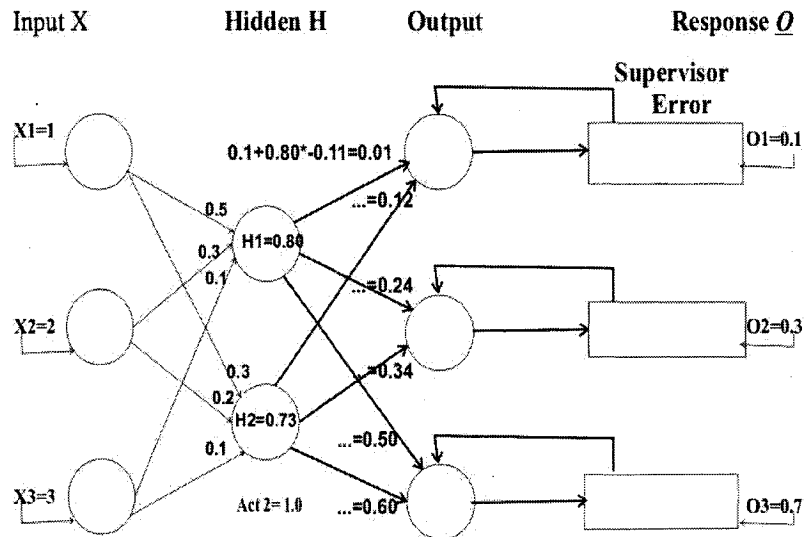 Input X Hidden H Output Response O
Supervisor
Error
X1=1
0.1+0.80*-0.11=0.01
O1=0.1
...=0.12
0.5
H1=0.80
0.3
0.1
...=0.24
X2=2
O2=0.3
0.3
...=0.34
0.2
H2=0.73
...=0.50
0.1
X3=3
Act 2= 1.0
...=0.60
O3=0.7